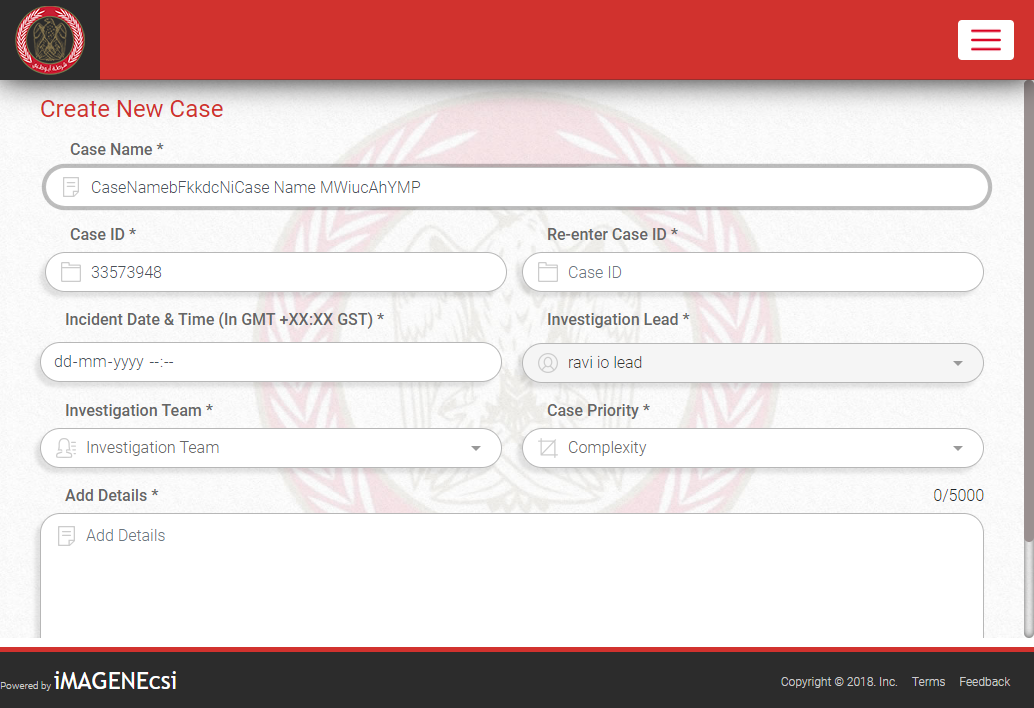 شرطة أبوظبي
Create New Case
Case Name *
CaseNamebFkkdcNiCase Name MWiucAhYMP
Case ID *
Re-enter Case ID *
33573948
Case ID
Incident Date & Time (In GMT +XX:XX GST) *
Investigation Lead *
dd-mm-yyyy --:--
ravi io lead
Investigation Team *
Case Priority *
Investigation Team
Complexity
Add Details *
0/5000
Add Details
Powered by iMAGENEcsi
Copyright © 2018. Inc.
Terms
Feedback